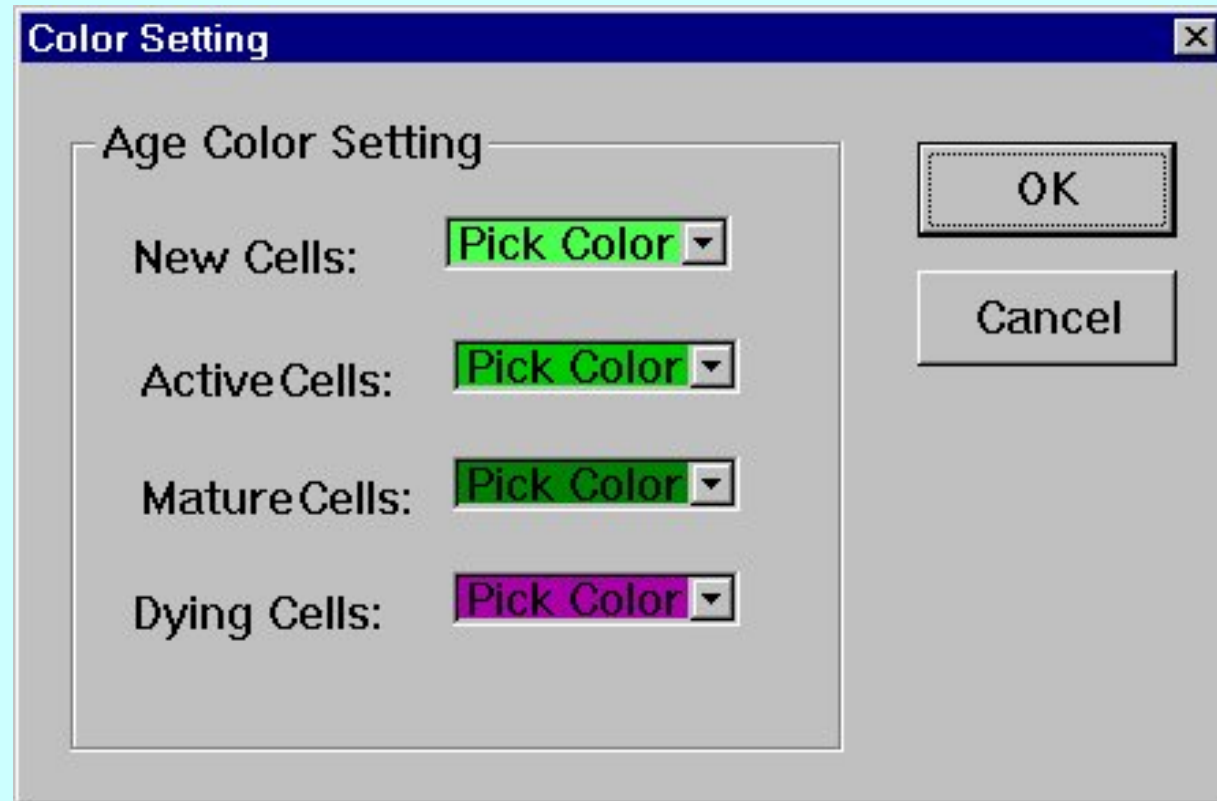 Color Setting
Age Color Setting
New Cells: Pick Color
Active Cells: Pick Color
Mature Cells: Pick Color
Dying Cells: Pick Color
OK
Cancel